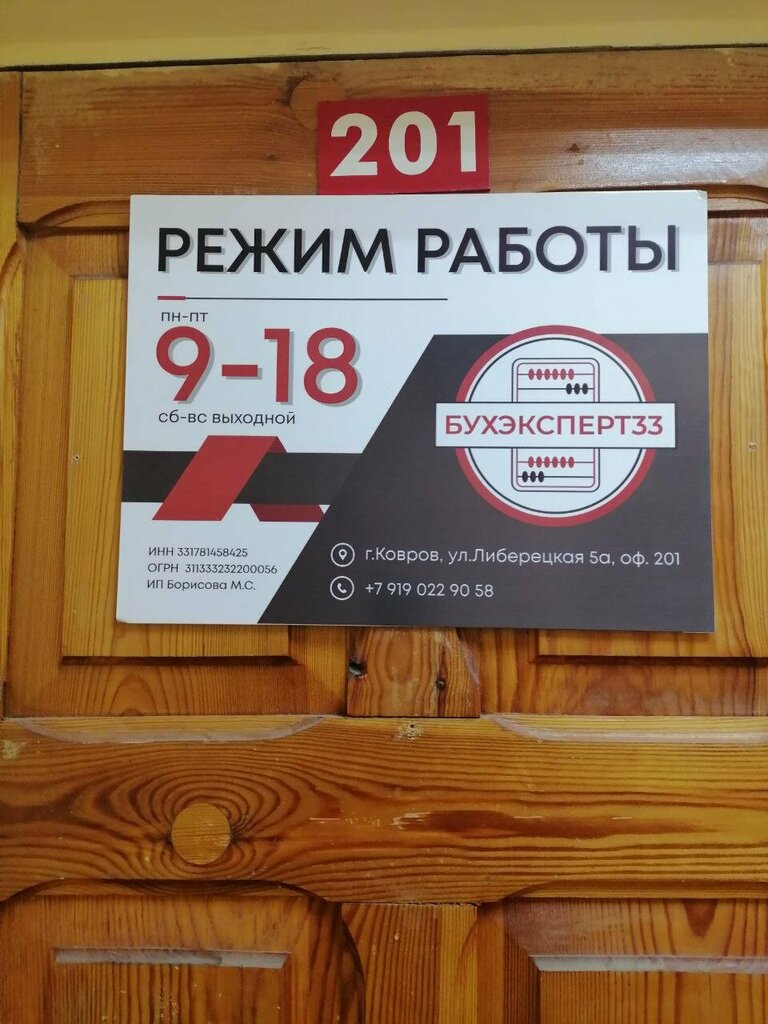 201
РЕЖИМ РАБОТЫ
пн-пт
9-18
сб-вс выходной
БУХЭКСПЕРТ33
ИНН 331781458425
ОГРН 311333232200056
ИП Борисова М.С.
г.Ковров, ул.Либерецкая 5а, оф. 201
+7 919 022 90 58